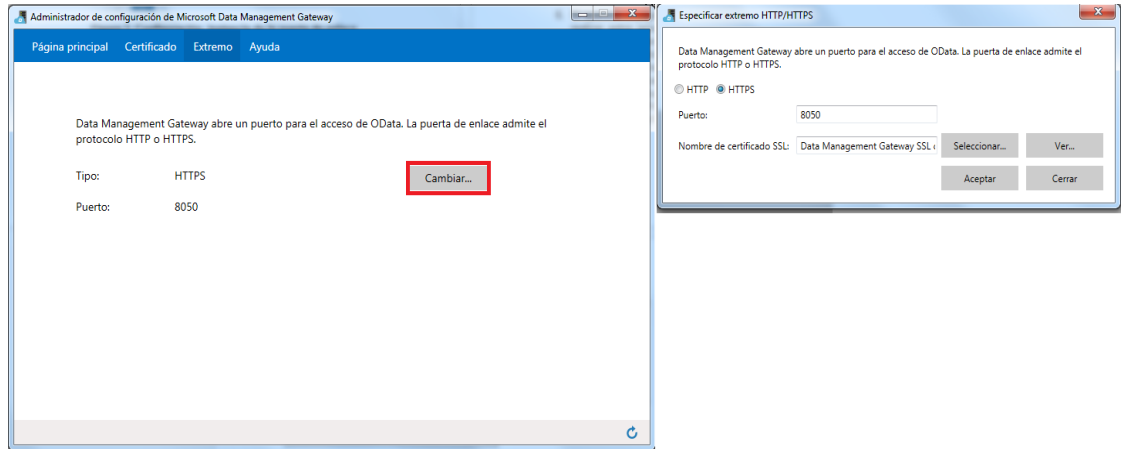 Administrador de configuración de Microsoft Data Management Gateway
Página principal Certificado Extremo Ayuda
Data Management Gateway abre un puerto para el acceso de OData. La puerta de enlace admite el
protocolo HTTP o HTTPS.
Tipo: HTTPS Cambiar...
Puerto: 8050
Especificar extremo HTTP/HTTPS
Data Management Gateway abre un puerto para el acceso de OData. La puerta de enlace admite el
protocolo HTTP o HTTPS.
HTTP HTTPS
Puerto: 8050
Nombre de certificado SSL: Data Management Gateway SSL Seleccionar... Ver...
Aceptar Cerrar